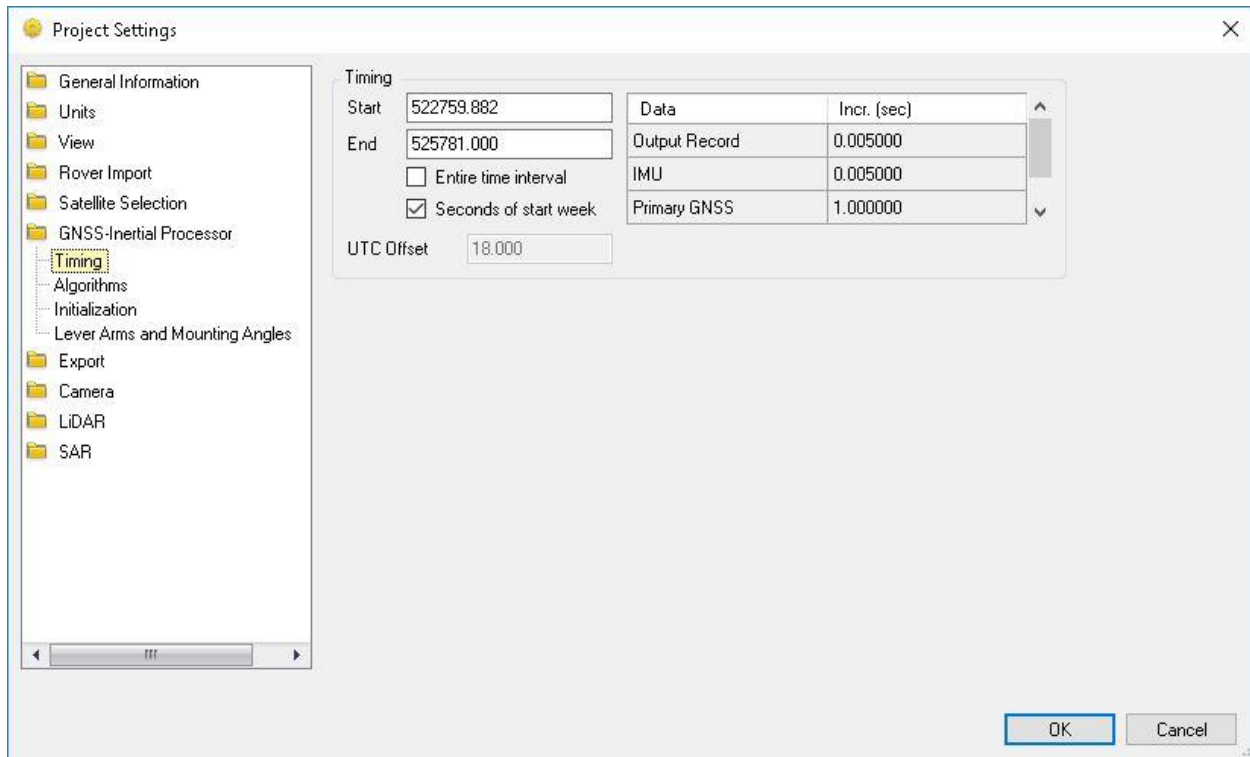 Project Settings
General Information
Units
View
Rover Import
Satellite Selection
GNSS-Inertial Processor
Timing
Algorithms
Initialization
Lever Arms and Mounting Angles
Export
Camera
LiDAR
SAR
Timing
Start 522759.882
End 525781.000
Entire time interval
Seconds of start week
UTC Offset 18.000
Data Incr. (sec)
Output Record 0.005000
IMU 0.005000
Primary GNSS 1.000000
OK Cancel